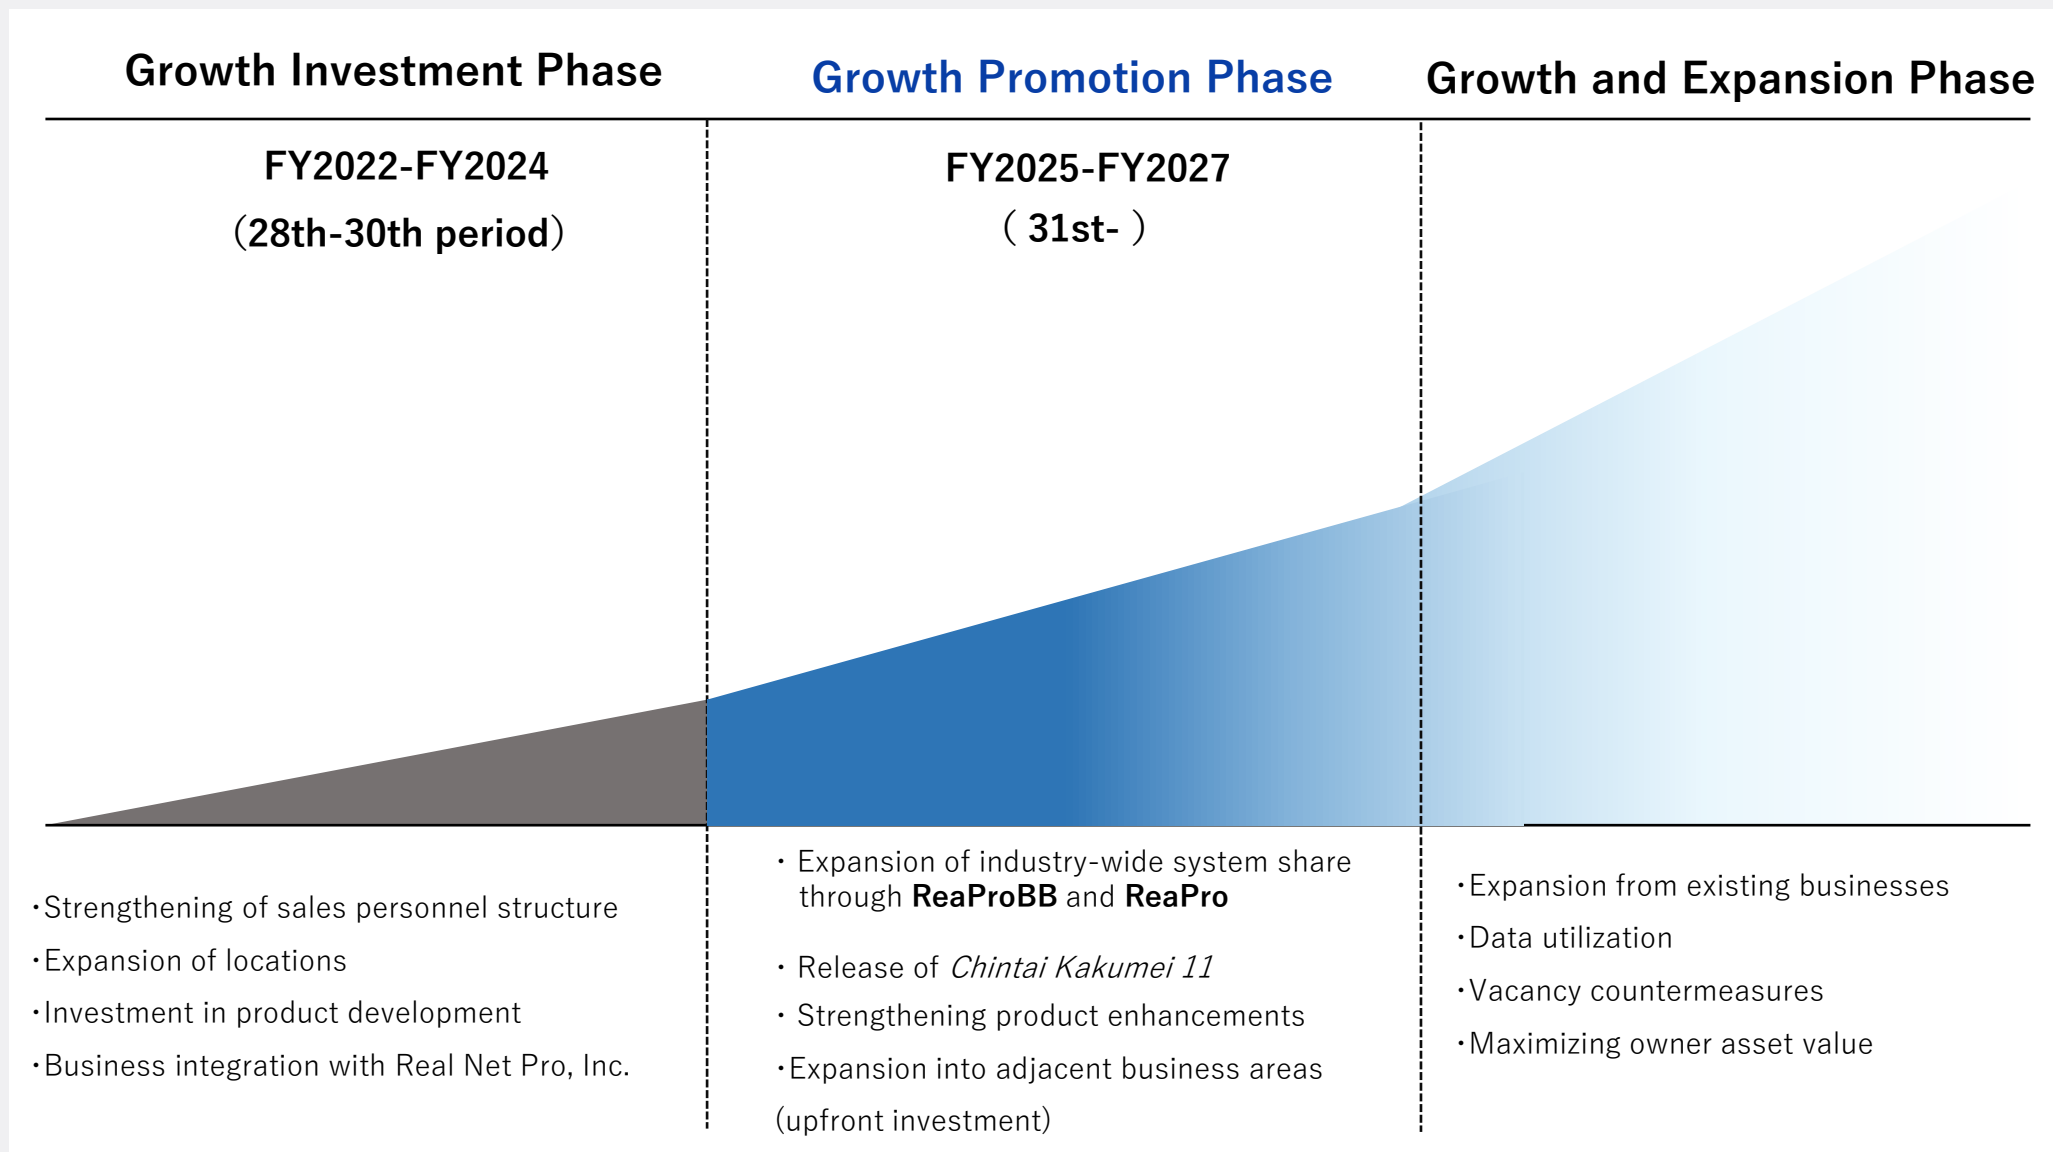 Growth Investment Phase
Growth Promotion Phase
Growth and Expansion Phase
FY2022-FY2024
（28th-30th period）
FY2025-FY2027
（ 31st- ）
・Strengthening of sales personnel structure
・Expansion of locations
・Investment in product development
・Business integration with Real Net Pro, Inc.
・ Expansion of industry-wide system share
through ReaProBB and ReaPro
・ Release of Chintai Kakumei 11
・ Strengthening product enhancements
・Expansion into adjacent business areas
(upfront investment)
・Expansion from existing businesses
・Data utilization
・Vacancy countermeasures
・Maximizing owner asset value